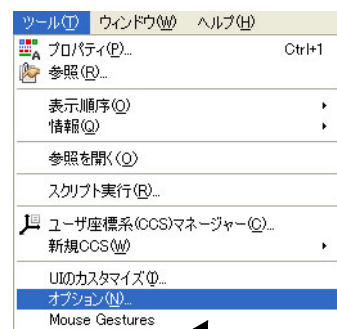 ツール(T) ウィンドウ(W) ヘルプ(H)
プロパティ(P)... Ctrl+1
参照(R)...
表示順序(O)
情報(Q)
参照を開く(O)
スクリプト実行(R)...
ユーザ座標系(CCS)マネージャー(C)...
新規CCS(W)
UIのカスタマイズ(I)...
オプション(N)...
Mouse Gestures